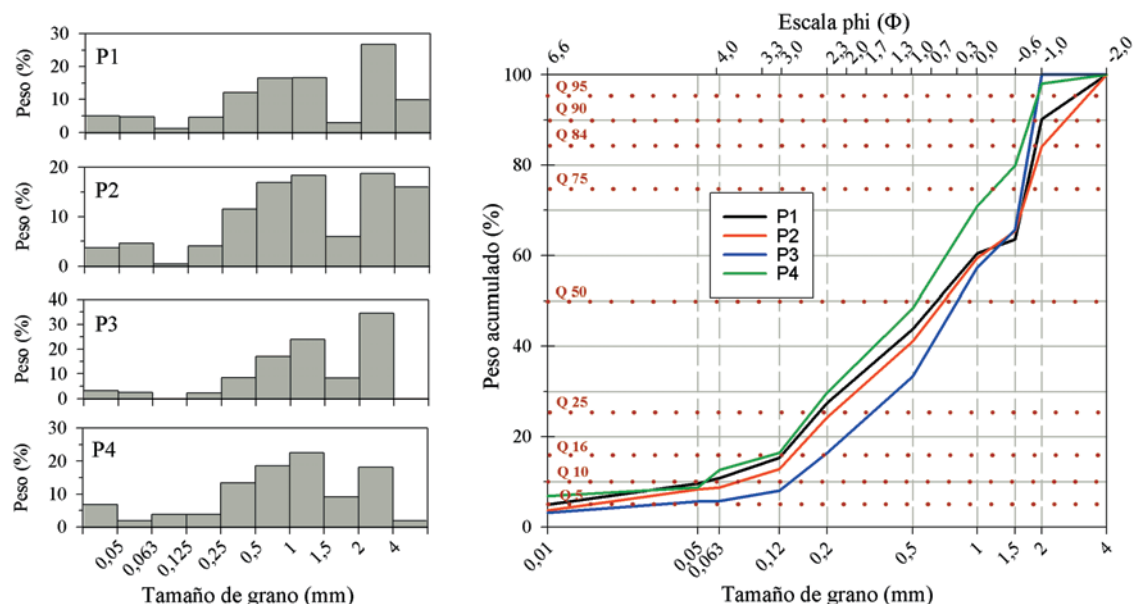 P1
Peso (%)
30
20
10
0
P2
Peso (%)
20
10
0
P3
Peso (%)
40
30
20
10
0
P4
Peso (%)
30
20
10
0
0,05 0,063 0,125 0,25 0,5 1 1,5 2 4
Tamaño de grano (mm)
Escala phi (Φ)
6,6 4,0 3,3 3,0 2,3 2,0 1,7 1,3 1,0 0,7 0,3 0,0 -0,6 -1,0 -2,0
Peso acumulado (%)
100
80
60
40
20
0
Q 95
Q 90
Q 84
Q 75
Q 50
Q 25
Q 16
Q 10
Q 5
P1
P2
P3
P4
0,01 0,05 0,063 0,12 0,2 0,5 1 1,5 2 4
Tamaño de grano (mm)